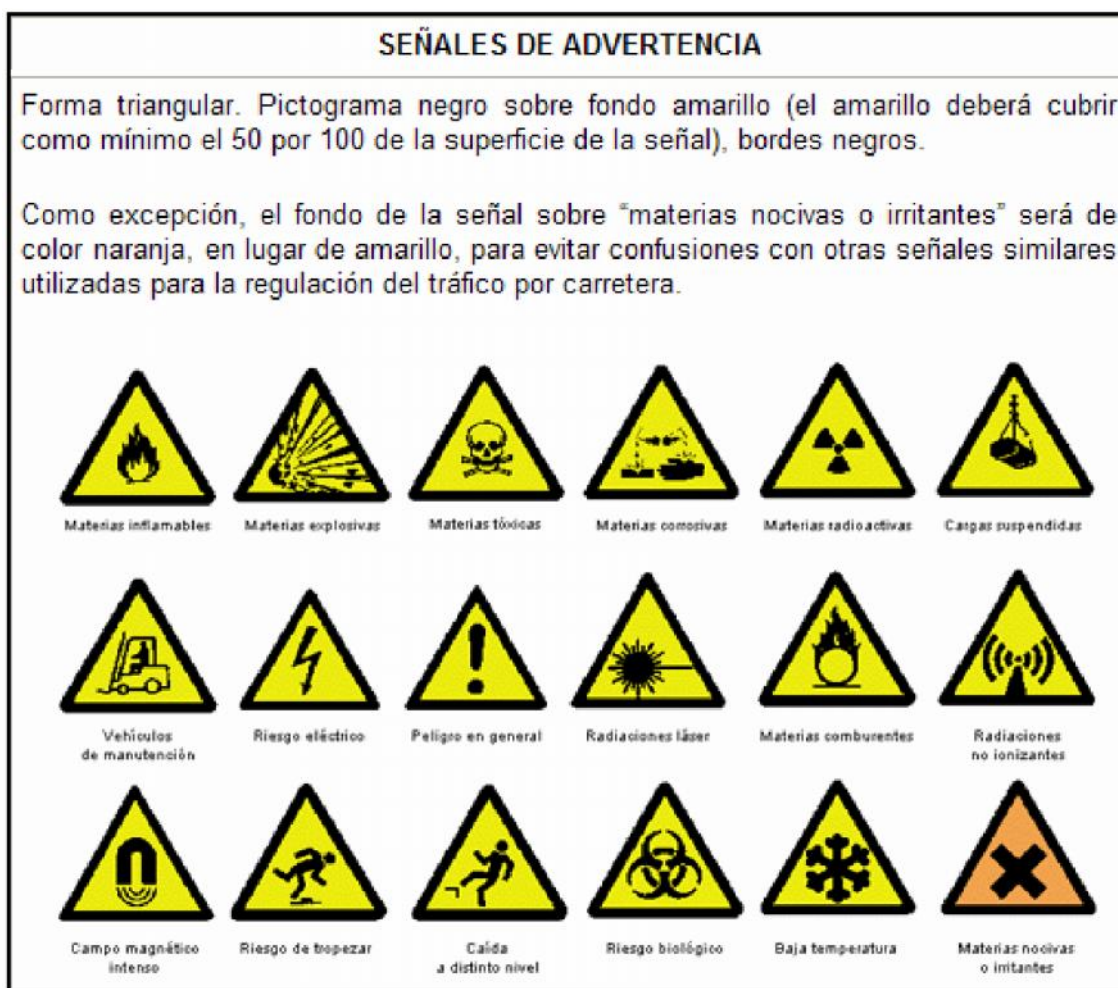 SEÑALES DE ADVERTENCIA
Forma triangular. Pictograma negro sobre fondo amarillo (el amarillo deberá cubrir
como mínimo el 50 por 100 de la superficie de la señal), bordes negros.
Como excepción, el fondo de la señal sobre “materias nocivas o irritantes” será de
color naranja, en lugar de amarillo, para evitar confusiones con otras señales similares
utilizadas para la regulación del tráfico por carretera.
Materias inflamables
Materias explosivas
Materias tóxicas
Materias corrosivas
Materias radioactivas
Cargas suspendidas
Vehículos
de manutención
Riesgo eléctrico
Peligro en general
Radiaciones láser
Materias comburentes
Radiaciones
no ionizantes
Campo magnético
intenso
Riesgo de tropezar
Caída
a distinto nivel
Riesgo biológico
Baja temperatura
Materias nocivas
o irritantes